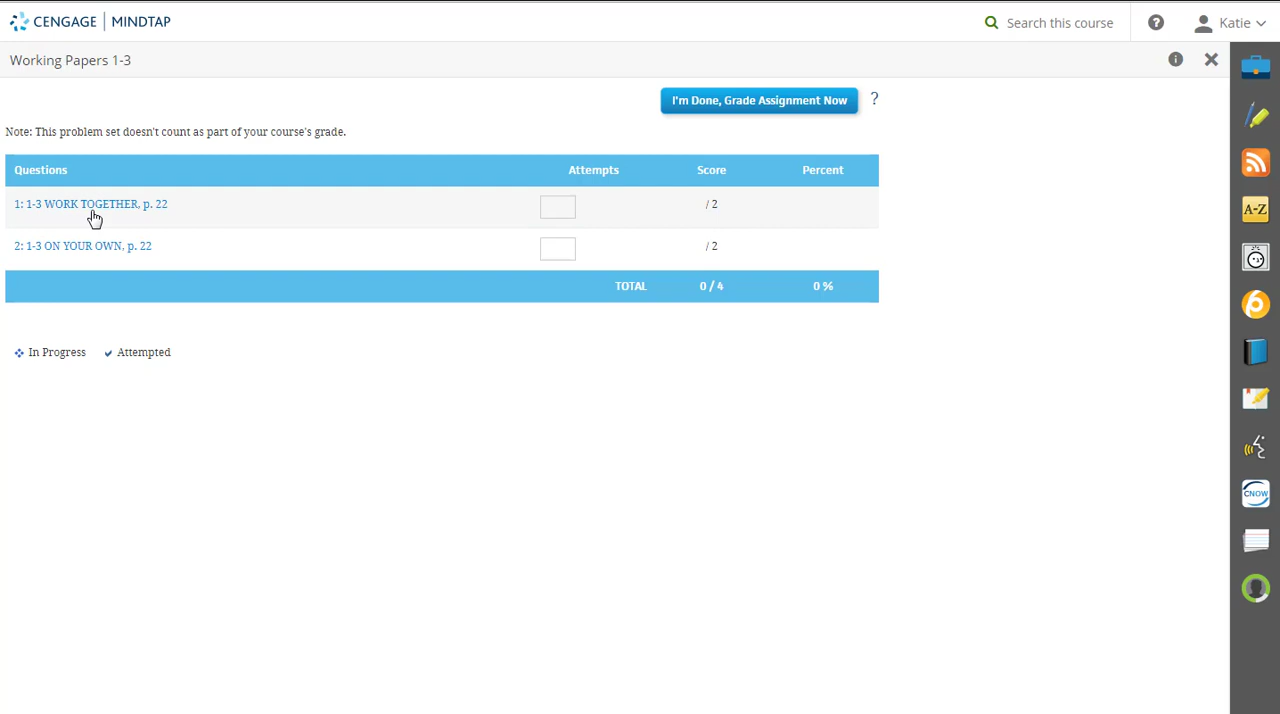 CENGAGE | MINDTAP
Search this course
?
Katie
Working Papers 1-3
I'm Done, Grade Assignment Now
?
Note: This problem set doesn't count as part of your course's grade.
Questions Attempts Score Percent
1: 1-3 WORK TOGETHER, p. 22 / 2
2: 1-3 ON YOUR OWN, p. 22 / 2
TOTAL 0 / 4 0 %
In Progress Attempted
A-Z
CNOW